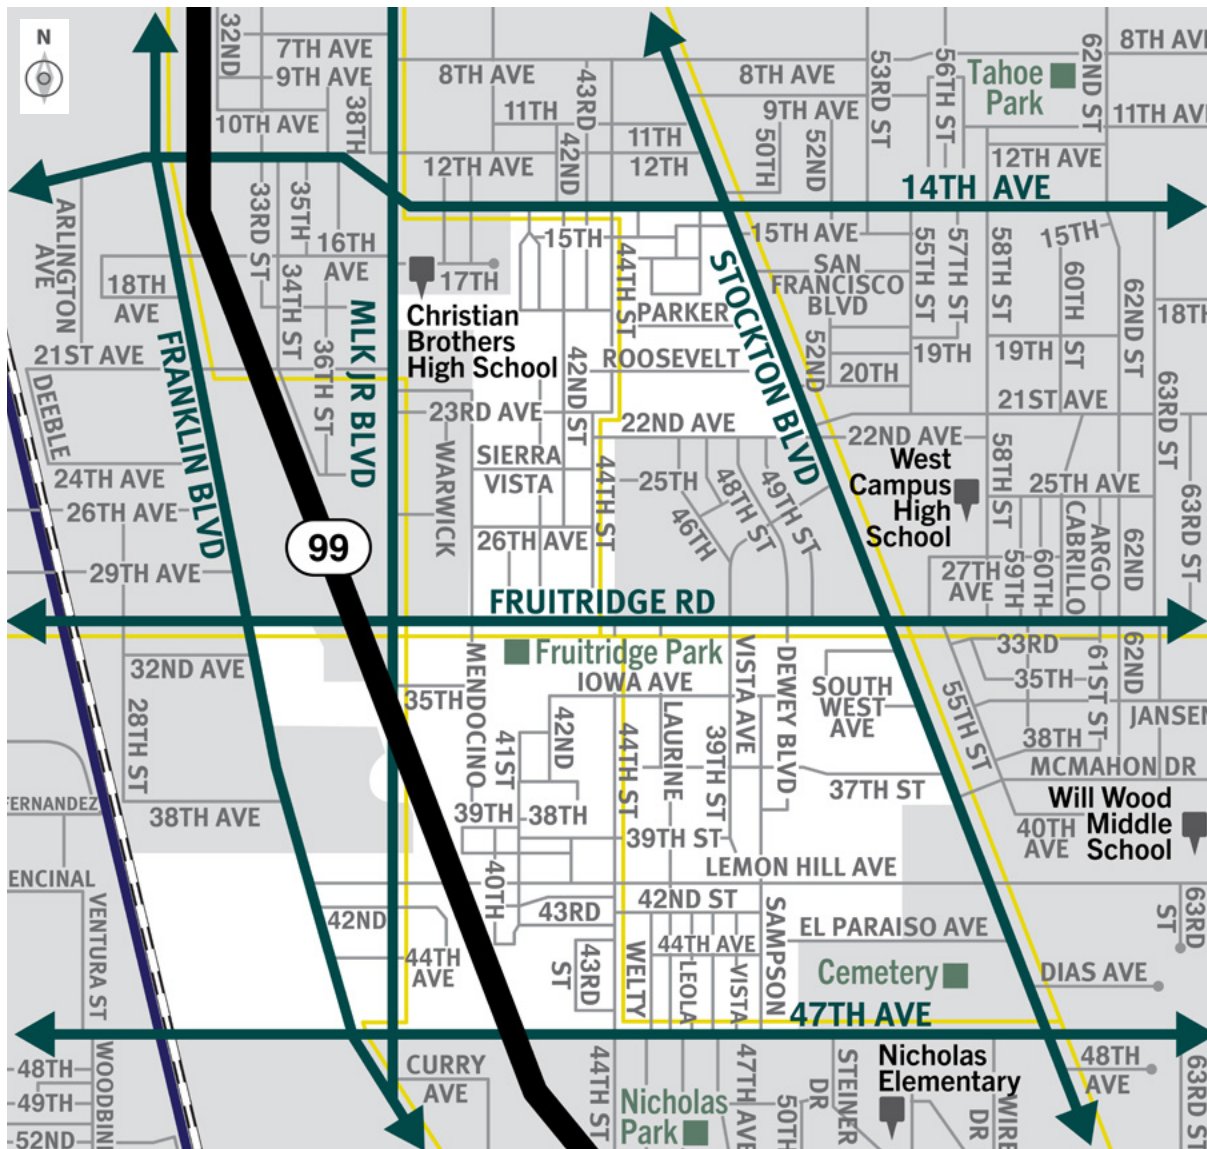 N
32ND
7TH AVE
9TH AVE
10TH AVE
38TH
8TH AVE
11TH
12TH AVE
42ND
43RD
11TH
12TH
8TH AVE
9TH AVE
50TH
52ND
53RD ST
56TH ST
Tahoe
Park
62ND ST
8TH AVE
11TH AVE
12TH AVE
14TH AVE
ARLINGTON
AVE
18TH
AVE
33RD ST
35TH
34TH ST
16TH
AVE
36TH ST
17TH
Christian
Brothers
High School
15TH
44TH ST
PARKER
ROOSEVELT
STOCKTON BLVD
15TH AVE
SAN
FRANCISCO
BLVD
52ND
20TH
55TH ST
57TH ST
19TH
58TH ST
15TH
60TH
ST
19TH
62ND ST
18TH
21ST AVE
63RD ST
21ST AVE
DEEBLE
24TH AVE
FRANKLIN BLVD
MLK JR BLVD
23RD AVE
WARWICK
42ND ST
SIERRA
VISTA
44TH ST
26TH AVE
22ND AVE
25TH
46TH
48TH ST
49TH ST
22ND AVE
West
Campus
High
School
58TH ST
25TH AVE
CABRILLO
ARGO
62ND
63RD ST
27TH
AVE
59TH
60TH
26TH AVE
29TH AVE
99
FRUITRIDGE RD
32ND AVE
28TH ST
38TH AVE
FERNANDEZ
ENCINAL
VENTURA ST
35TH
MENDOCINO
Fruitridge Park
IOWA AVE
42ND
41ST
38TH
39TH
40TH
44TH ST
LAURINE
39TH ST
VISTA AVE
DEWEY BLVD
39TH ST
SOUTH
WEST
AVE
37TH ST
LEMON HILL AVE
33RD
35TH
61ST ST
62ND
JANSEN
55TH ST
38TH
MCMAHON DR
Will Wood
Middle
School
40TH
AVE
63RD
ST
42ND
44TH
AVE
43RD
43RD
ST
42ND ST
WELTY
44TH AVE
LEOLA
VISTA
SAMPSON
EL PARAISO AVE
Cemetery
DIAS AVE
47TH AVE
48TH
49TH
52ND
CURRY
AVE
44TH ST
Nicholas
Park
47TH AVE
50TH
DR
STEINER
Nicholas
Elementary
DR
48TH
AVE
63RD ST